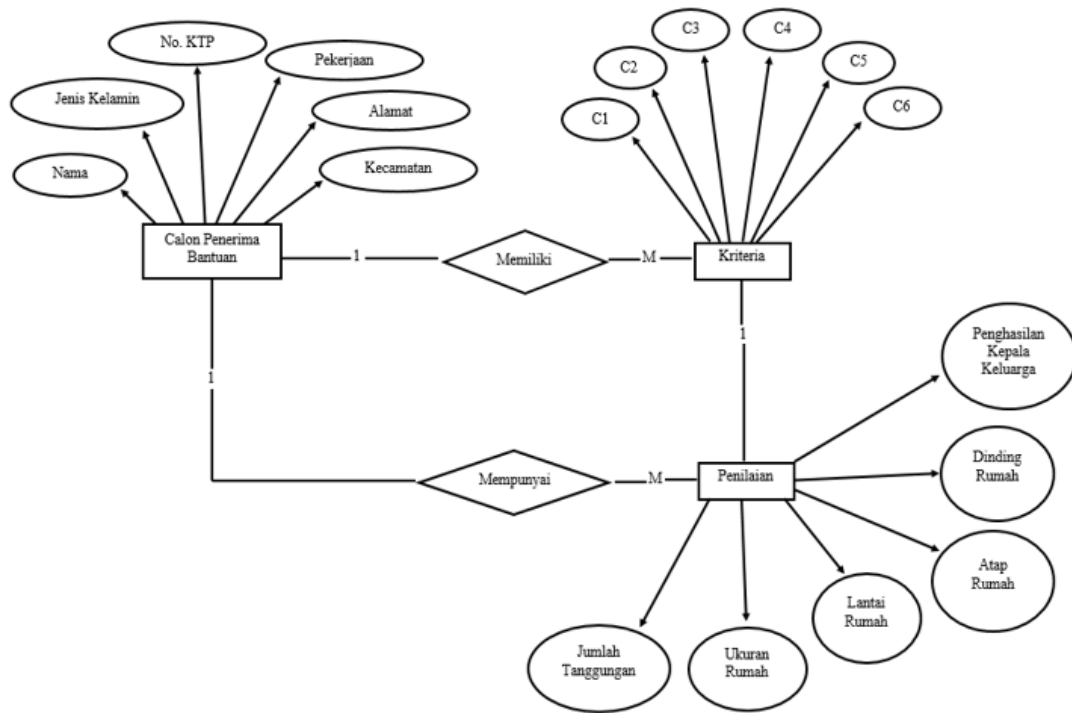 No. KTP
Pekerjaan
Jenis Kelamin
Alamat
Nama
Kecamatan
Calon Penerima
Bantuan
C1
C2
C3
C4
C5
C6
1
Memiliki
M
Kriteria
1
1
Mempunyai
M
Penilaian
Penghasilan
Kepala
Keluarga
Dinding
Rumah
Atap
Rumah
Lantai
Rumah
Ukuran
Rumah
Jumlah
Tanggungan